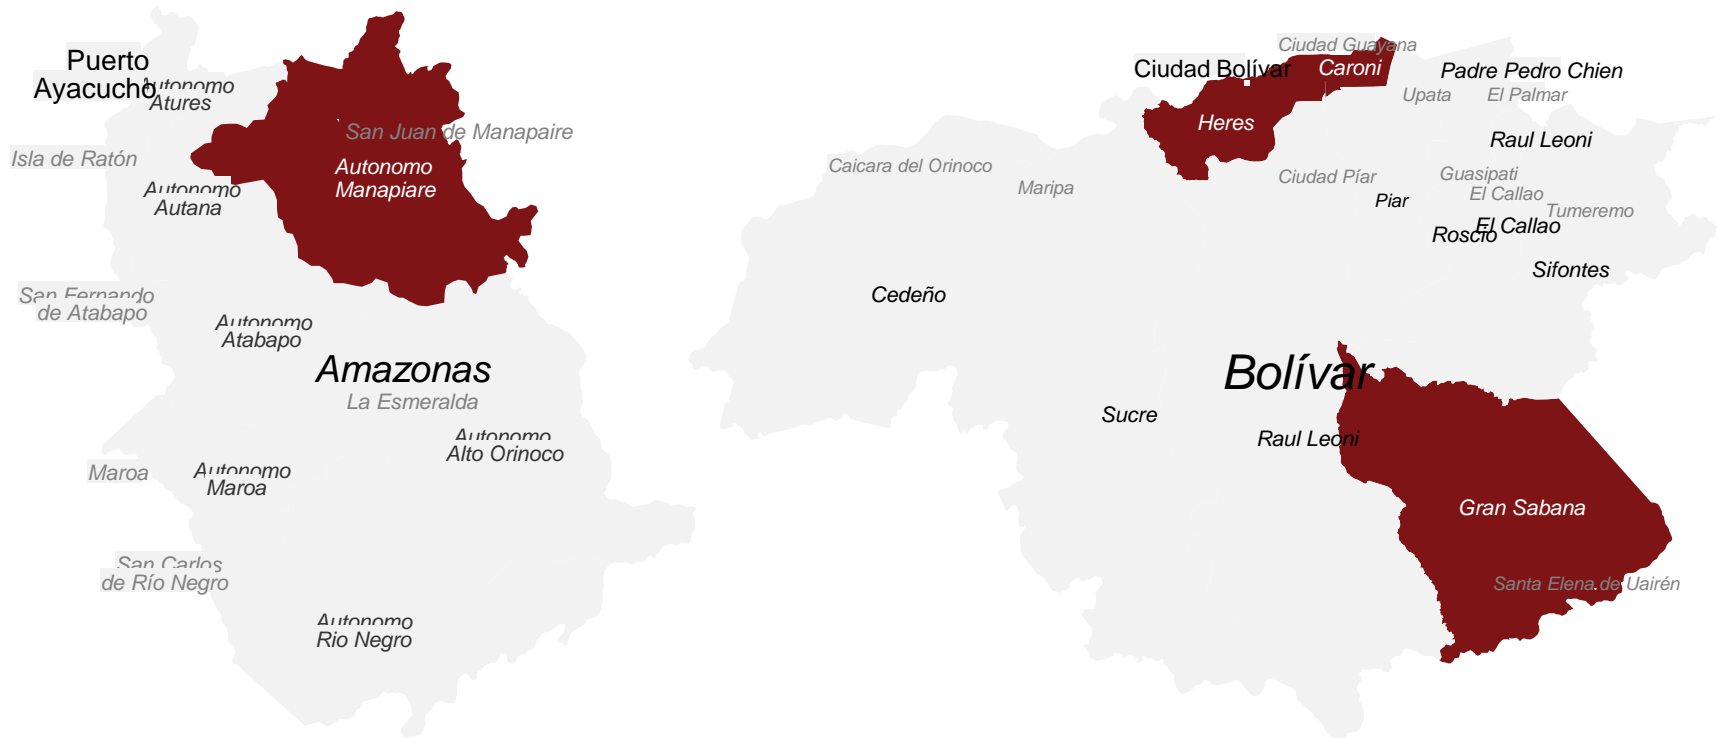 Puerto
Ayacucho
Autonomo
Atures
Isla de Ratón
Autonomo
Autana
San Juan de Manapaire
Autonomo
Manapiare
San Fernando
de Atabapo
Autonomo
Atabapo
Amazonas
La Esmeralda
Autonomo
Alto Orinoco
Maroa
Autonomo
Maroa
San Carlos
de Río Negro
Autonomo
Rio Negro
Ciudad Guayana
Ciudad Bolívar
Caroni
Padre Pedro Chien
Upata
El Palmar
Heres
Raul Leoni
Caicara del Orinoco
Maripa
Ciudad Píar
Guasipati
Piar
El Callao
Tumeremo
El Callao
Roscio
Sifontes
Cedeño
Bolívar
Sucre
Raul Leoni
Gran Sabana
Santa Elena de Uairén